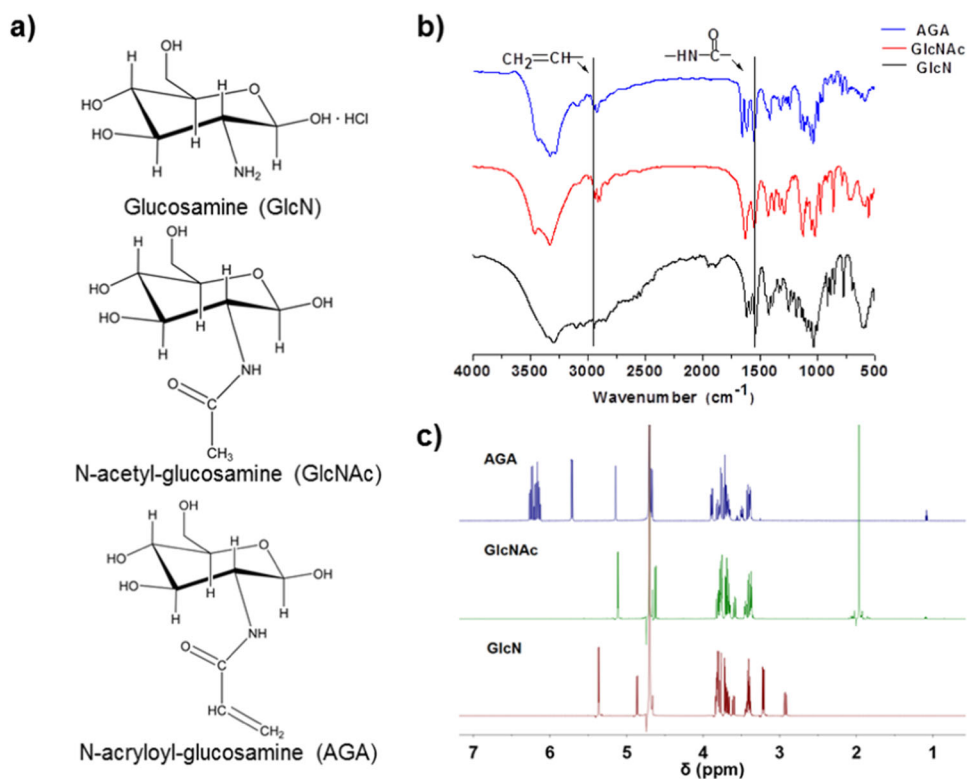 a)
OH
H
O
HO
H
HO
OH · HCl
H
H
NH2
H
Glucosamine (GlcN)
OH
H
H
O
HO
OH
HO
H
H
NH
H
O
C
CH3
N-acetyl-glucosamine (GlcNAc)
OH
H
H
O
HO
OH
HO
H
H
NH
H
O
C
HC
CH2
N-acryloyl-glucosamine (AGA)
b)
CH2=CH-
O
-HN-C-
AGA
GlcNAc
GlcN
4000 3500 3000 2500 2000 1500 1000 500
Wavenumber (cm-1)
c)
AGA
GlcNAc
GlcN
7 6 5 4 3 2 1
δ (ppm)